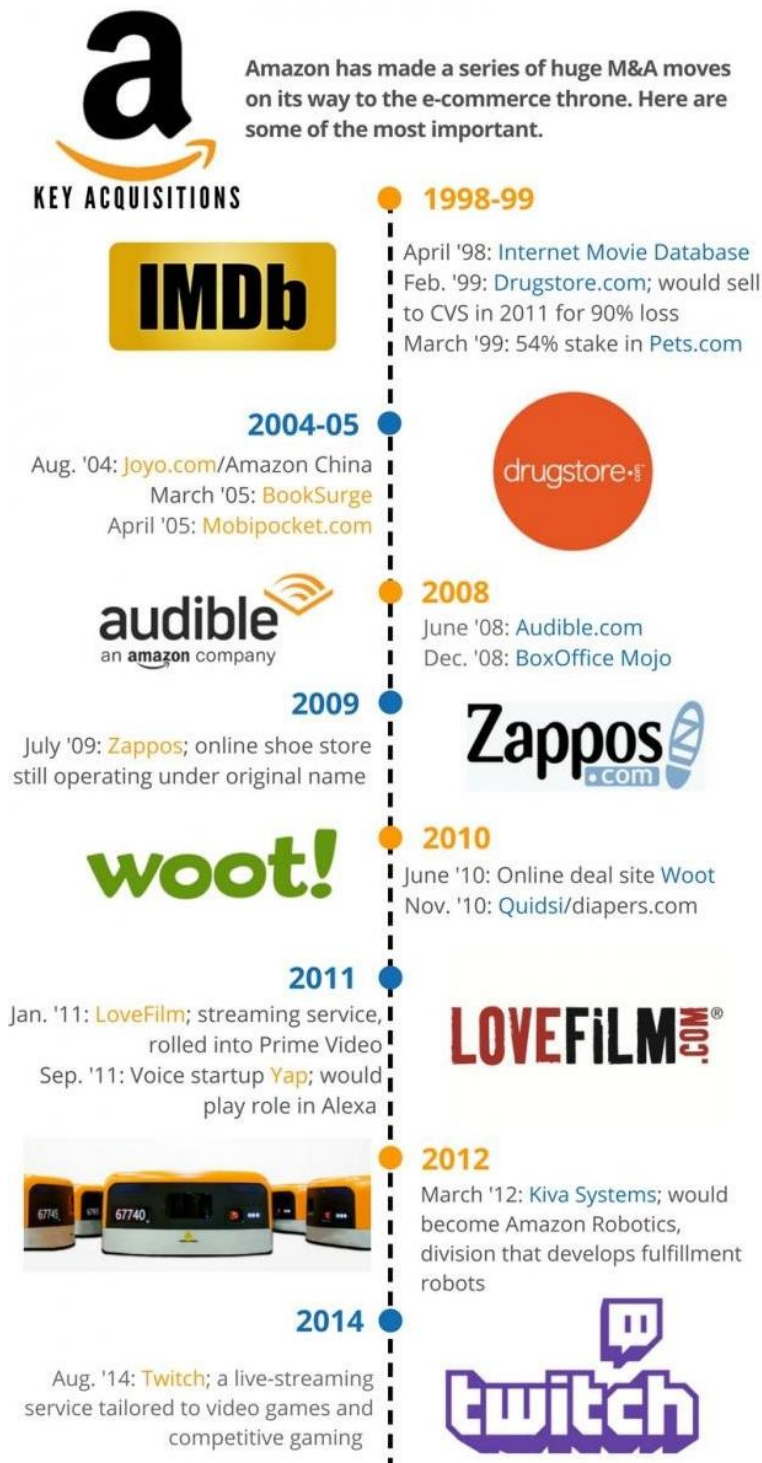 a
KEY ACQUISITIONS
Amazon has made a series of huge M&A moves
on its way to the e-commerce throne. Here are
some of the most important.
1998-99
IMDb
April '98: Internet Movie Database
Feb. '99: Drugstore.com; would sell
to CVS in 2011 for 90% loss
March '99: 54% stake in Pets.com
2004-05
Aug. '04: Joyo.com/Amazon China
March '05: BookSurge
April '05: Mobipocket.com
drugstore.com
audible
an amazon company
2008
June '08: Audible.com
Dec. '08: BoxOffice Mojo
2009
July '09: Zappos; online shoe store
still operating under original name
Zappos
.com
woot!
2010
June '10: Online deal site Woot
Nov. '10: Quidsi/diapers.com
2011
Jan. '11: LoveFilm; streaming service,
rolled into Prime Video
Sep. '11: Voice startup Yap; would
play role in Alexa
LOVEFiLM.COM®
67745
67740
2012
March '12: Kiva Systems; would
become Amazon Robotics,
division that develops fulfillment
robots
2014
Aug. '14: Twitch; a live-streaming
service tailored to video games and
competitive gaming
twitch